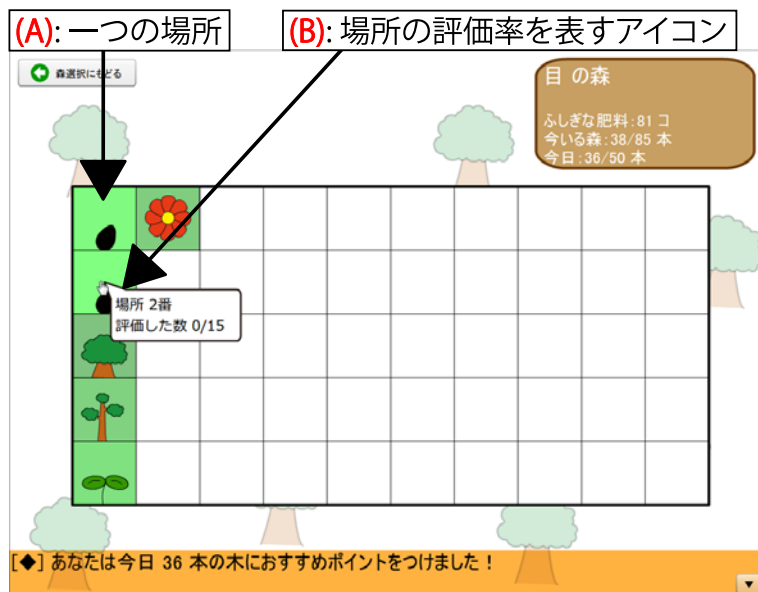 (A): 一つの場所
(B): 場所の評価率を表すアイコン
森選択にもどる
目 の森
ふしぎな肥料:81 コ
今いる森:38/85 本
今日:36/50 本
場所 2番
評価した数 0/15
[◆] あなたは今日 36 本の木におすすめポイントをつけました！